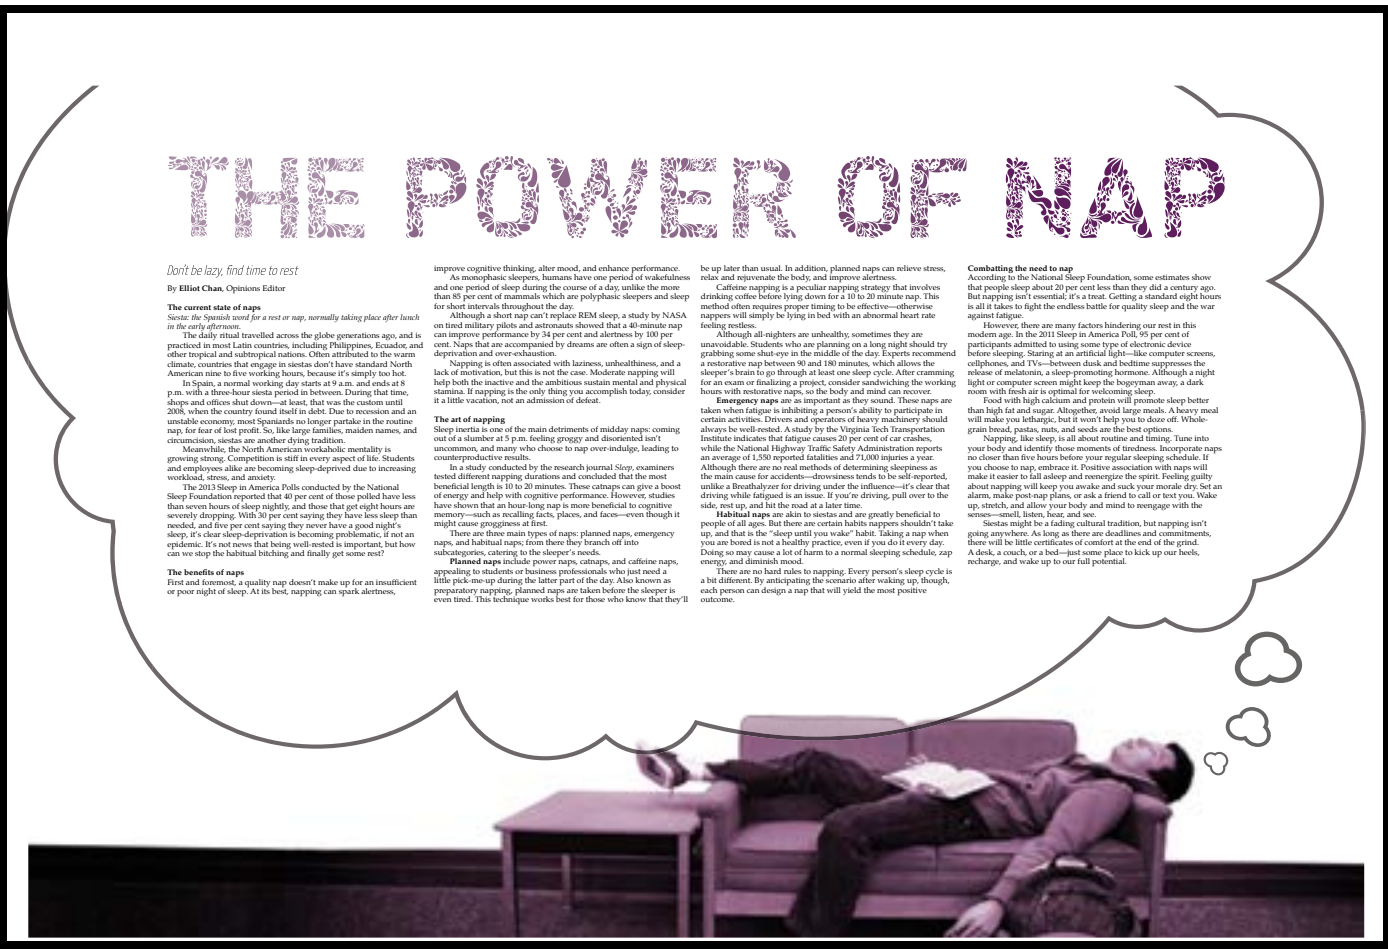 THE POWER OF NAP
Don't be lazy, find time to rest
By Elliot Chan, Opinions Editor
The current state of naps
Siesta: the Spanish word for a rest or nap, normally taking place after lunch
in the early afternoon.
The daily ritual travelled across the globe generations ago, and is
practiced in most Latin countries, including Philippines, Ecuador, and
other tropical and subtropical nations. Often attributed to the warm
climate, countries that engage in siestas don't have standard North
American nine to five working hours, because it's simply too hot.
In Spain, a normal working day starts at 9 a.m. and ends at 8
p.m. with a three-hour siesta period in between. During that time,
shops and offices shut down—at least, that was the custom until
2008, when the country found itself in debt. Due to recession and an
unstable economy, most Spaniards no longer partake in the routine
nap, for fear of lost profit. So, like large families, maiden names, and
circumcision, siestas are another dying tradition.
Meanwhile, the North American workaholic mentality is
growing strong. Competition is stiff in every aspect of life. Students
and employees alike are becoming sleep-deprived due to increasing
workload, stress, and anxiety.
The 2013 Sleep in America Polls conducted by the National
Sleep Foundation reported that 40 per cent of those polled have less
than seven hours of sleep nightly, and those that get eight hours are
severely dropping. With 30 per cent saying they have less sleep than
needed, and five per cent saying they never have a good night's
sleep, it's clear sleep-deprivation is becoming problematic, if not an
epidemic. It's not news that being well-rested is important, but how
can we stop the habitual bitching and finally get some rest?
The benefits of naps
First and foremost, a quality nap doesn't make up for an insufficient
or poor night of sleep. At its best, napping can spark alertness,
improve cognitive thinking, alter mood, and enhance performance.
As monophasic sleepers, humans have one period of wakefulness
and one period of sleep during the course of a day, unlike the more
than 85 per cent of mammals which are polyphasic sleepers and sleep
for short intervals throughout the day.
Although a short nap can't replace REM sleep, a study by NASA
on tired military pilots and astronauts showed that a 40-minute nap
can improve performance by 34 per cent and alertness by 100 per
cent. Naps that are accompanied by dreams are often a sign of sleep-
deprivation and over-exhaustion.
Napping is often associated with laziness, unhealthiness, and a
lack of motivation, but this is not the case. Moderate napping will
help both the inactive and the ambitious sustain mental and physical
stamina. If napping is the only thing you accomplish today, consider
it a little vacation, not an admission of defeat.
The art of napping
Sleep inertia is one of the main detriments of midday naps: coming
out of a slumber at 5 p.m. feeling groggy and disoriented isn't
uncommon, and many who choose to nap over-indulge, leading to
counterproductive results.
In a study conducted by the research journal Sleep, examiners
tested different napping durations and concluded that the most
beneficial length is 10 to 20 minutes. These catnaps can give a boost
of energy and help with cognitive performance. However, studies
have shown that an hour-long nap is more beneficial to cognitive
memory—such as recalling facts, places, and faces—even though it
might cause grogginess at first.
There are three main types of naps: planned naps, emergency
naps, and habitual naps; from there they branch off into
subcategories, catering to the sleeper's needs.
Planned naps include power naps, catnaps, and caffeine naps,
appealing to students or business professionals who just need a
little pick-me-up during the latter part of the day. Also known as
preparatory napping, planned naps are taken before the sleeper is
even tired. This technique works best for those who know that they'll
be up later than usual. In addition, planned naps can relieve stress,
relax and rejuvenate the body, and improve alertness.
Caffeine napping is a peculiar napping strategy that involves
drinking coffee before lying down for a 10 to 20 minute nap. This
method often requires proper timing to be effective—otherwise
nappers will simply be lying in bed with an abnormal heart rate
feeling restless.
Although all-nighters are unhealthy, sometimes they are
unavoidable. Students who are planning on a long night should try
grabbing some shut-eye in the middle of the day. Experts recommend
a restorative nap between 90 and 180 minutes, which allows the
sleeper's brain to go through at least one sleep cycle. After cramming
for an exam or finalizing a project, consider sandwiching the working
hours with restorative naps, so the body and mind can recover.
Emergency naps are as important as they sound. These naps are
taken when fatigue is inhibiting a person's ability to participate in
certain activities. Drivers and operators of heavy machinery should
always be well-rested. A study by the Virginia Tech Transportation
Institute indicates that fatigue causes 20 per cent of car crashes,
while the National Highway Traffic Safety Administration reports
an average of 1,550 reported fatalities and 71,000 injuries a year.
Although there are no real methods of determining sleepiness as
the main cause for accidents—drowsiness tends to be self-reported,
unlike a Breathalyzer for driving under the influence—it's clear that
driving while fatigued is an issue. If you're driving, pull over to the
side, rest up, and hit the road at a later time.
Habitual naps are akin to siestas and are greatly beneficial to
people of all ages. But there are certain habits nappers shouldn't take
up, and that is the "sleep until you wake" habit. Taking a nap when
you are bored is not a healthy practice, even if you do it every day.
Doing so may cause a lot of harm to a normal sleeping schedule, zap
energy, and diminish mood.
There are no hard rules to napping. Every person's sleep cycle is
a bit different. By anticipating the scenario after waking up, though,
each person can design a nap that will yield the most positive
outcome.
Combatting the need to nap
According to the National Sleep Foundation, some estimates show
that people sleep about 20 per cent less than they did a century ago.
But napping isn't essential; it's a treat. Getting a standard eight hours
is all it takes to fight the endless battle for quality sleep and the war
against fatigue.
However, there are many factors hindering our rest in this
modern age. In the 2011 Sleep in America Poll, 95 per cent of
participants admitted to using some type of electronic device
before sleeping. Staring at an artificial light—like computer screens,
cellphones, and TVs—between dusk and bedtime suppresses the
release of melatonin, a sleep-promoting hormone. Although a night
light or computer screen might keep the bogeyman away, a dark
room with fresh air is optimal for welcoming sleep.
Food with high calcium and protein will promote sleep better
than high fat and sugar. Altogether, avoid large meals. A heavy meal
will make you lethargic, but it won't help you to doze off. Whole-
grain bread, pastas, nuts, and seeds are the best options.
Napping, like sleep, is all about routine and timing. Tune into
your body and identify those moments of tiredness. Incorporate naps
no closer than five hours before your regular sleeping schedule. If
you choose to nap, embrace it. Positive association with naps will
make it easier to fall asleep and reenergize the spirit. Feeling guilty
about napping will keep you awake and suck your morale dry. Set an
alarm, make post-nap plans, or ask a friend to call or text you. Wake
up, stretch, and allow your body and mind to reengage with the
senses—smell, listen, hear, and see.
Siestas might be a fading cultural tradition, but napping isn't
going anywhere. As long as there are deadlines and commitments,
there will be little certificates of comfort at the end of the grind.
A desk, a couch, or a bed—just some place to kick up our heels,
recharge, and wake up to our full potential.